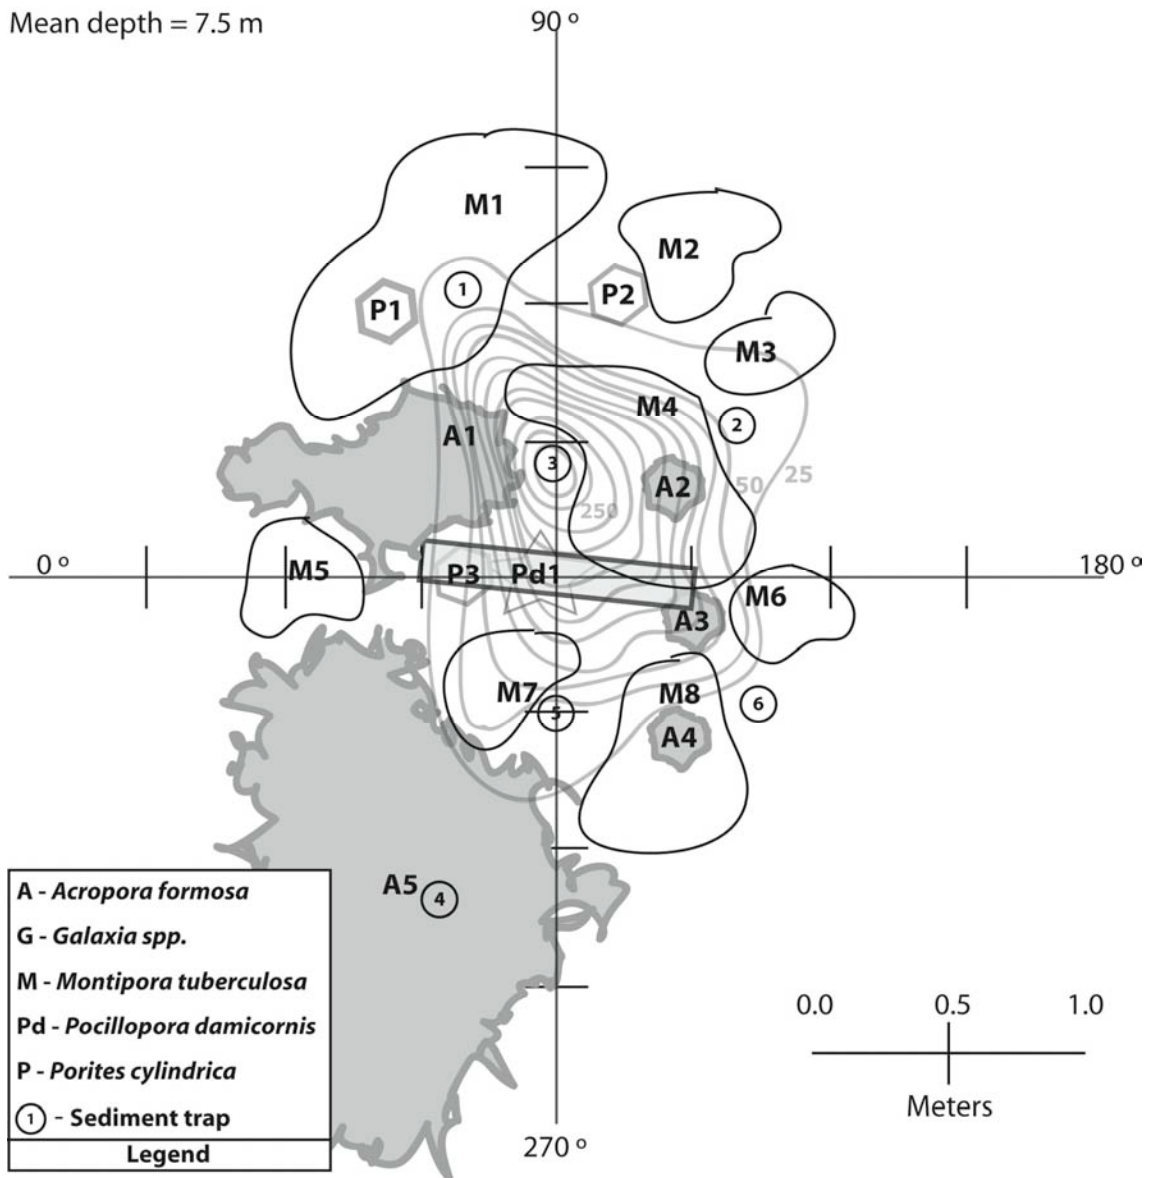 Mean depth = 7.5 m
90 º
M1
M2
1
P1
P2
M3
M4
A1
2
3
A2
50
25
250
0 º
M5
P3
Pd1
180 º
M6
A3
M7
M8
5
6
A4
A5
4
A - Acropora formosa
G - Galaxia spp.
M - Montipora tuberculosa
Pd - Pocillopora damicornis
P - Porites cylindrica
1 - Sediment trap
Legend
0.0 0.5 1.0
Meters
270 º